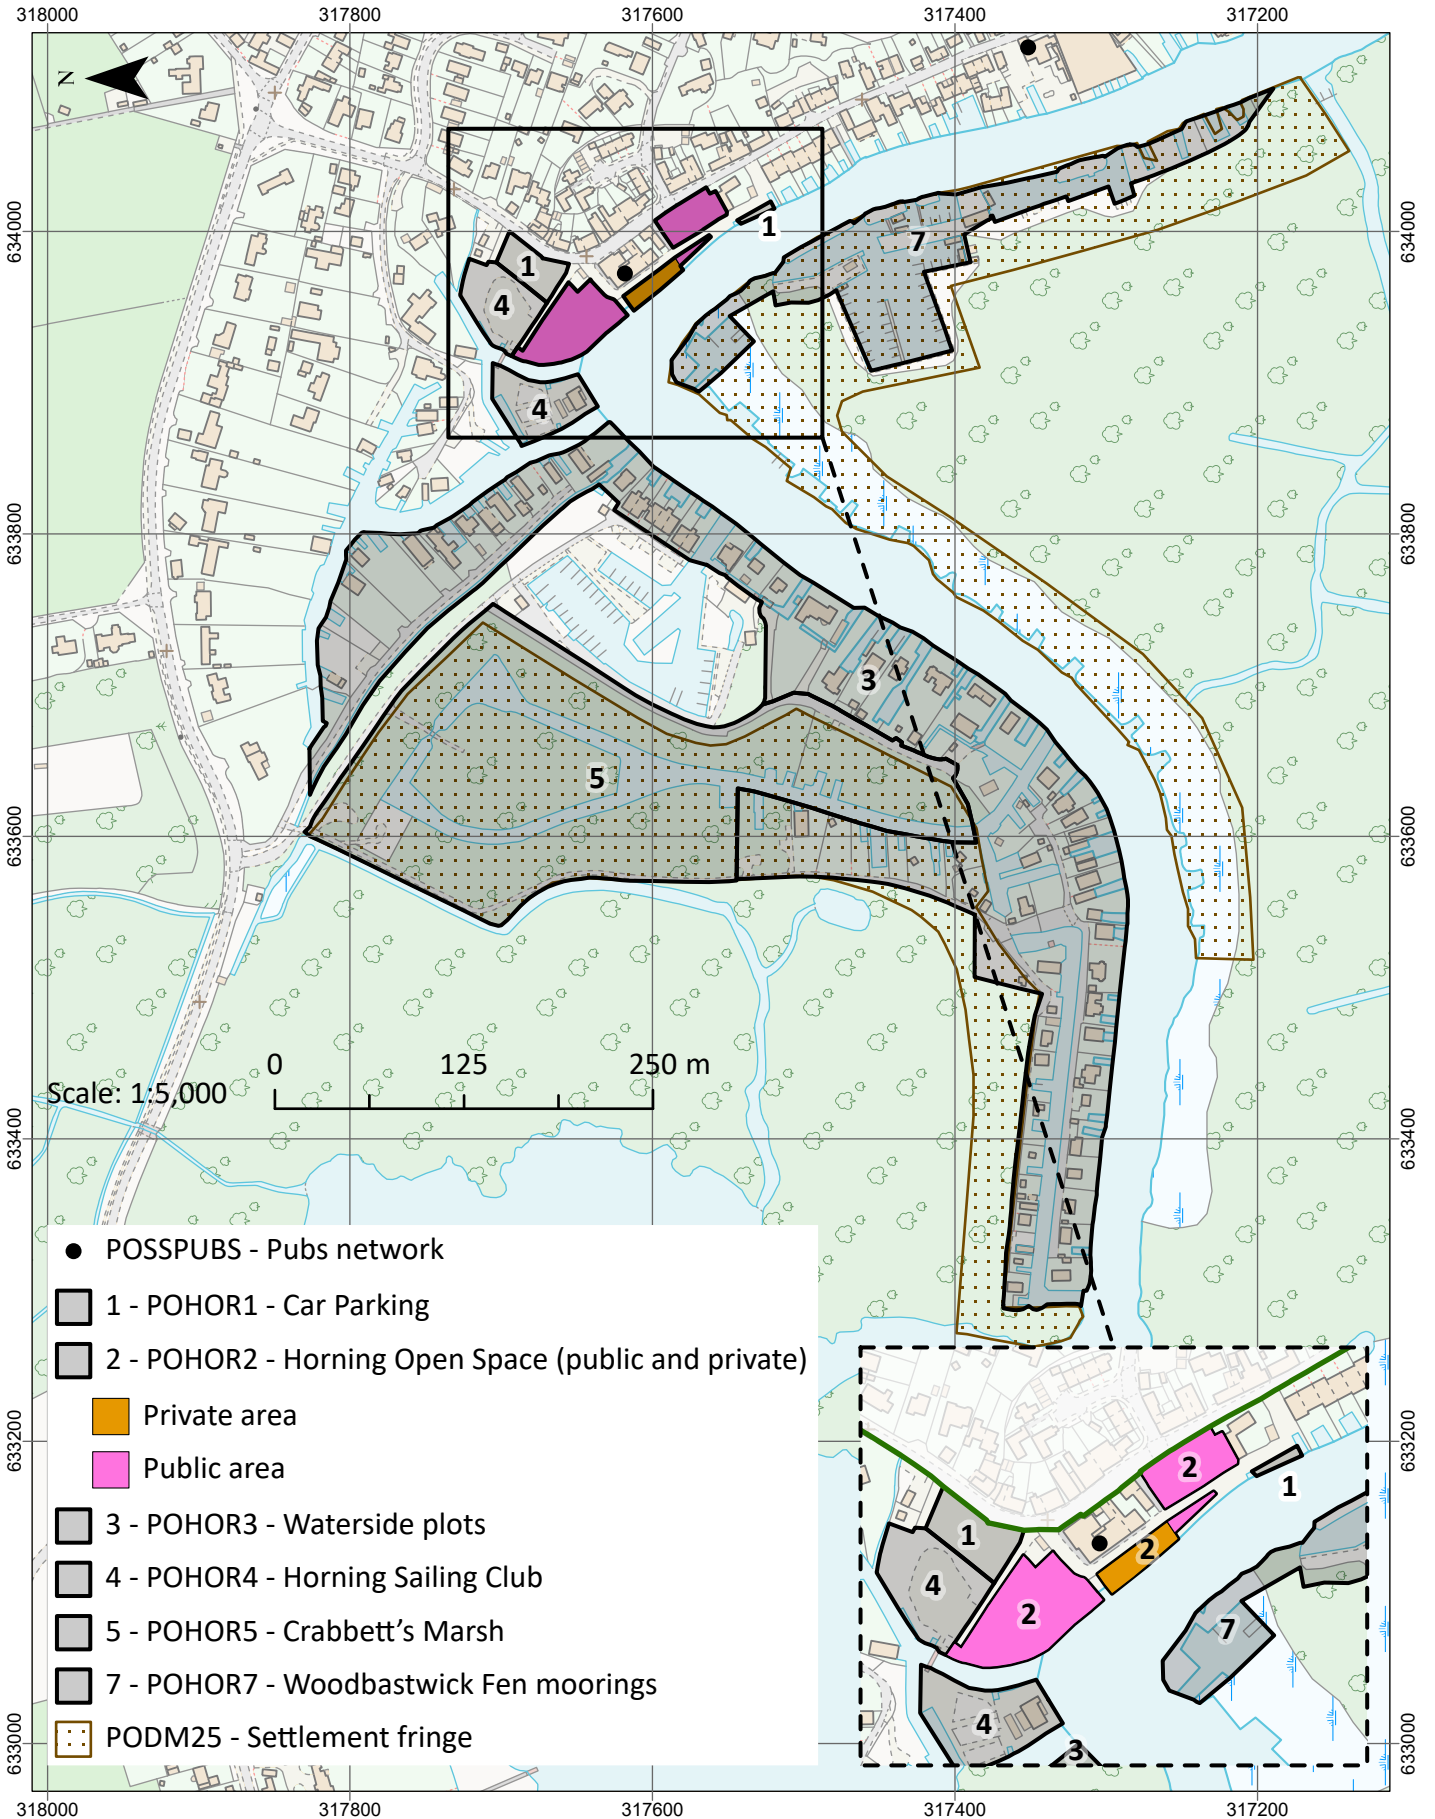 318000 317800 317600 317400 317200
N
634000 634000
633800 633800
633600 633600
633400 633400
633200 633200
633000 633000
1
1
7
4
4
3
5
0 125 250 m
Scale: 1:5,000
POSSPUBS - Pubs network
1 - POHOR1 - Car Parking
2 - POHOR2 - Horning Open Space (public and private)
Private area
Public area
3 - POHOR3 - Waterside plots
4 - POHOR4 - Horning Sailing Club
5 - POHOR5 - Crabbett's Marsh
7 - POHOR7 - Woodbastwick Fen moorings
PODM25 - Settlement fringe
2
1
1
2
4
2
7
4
3
318000 317800 317600 317400 317200